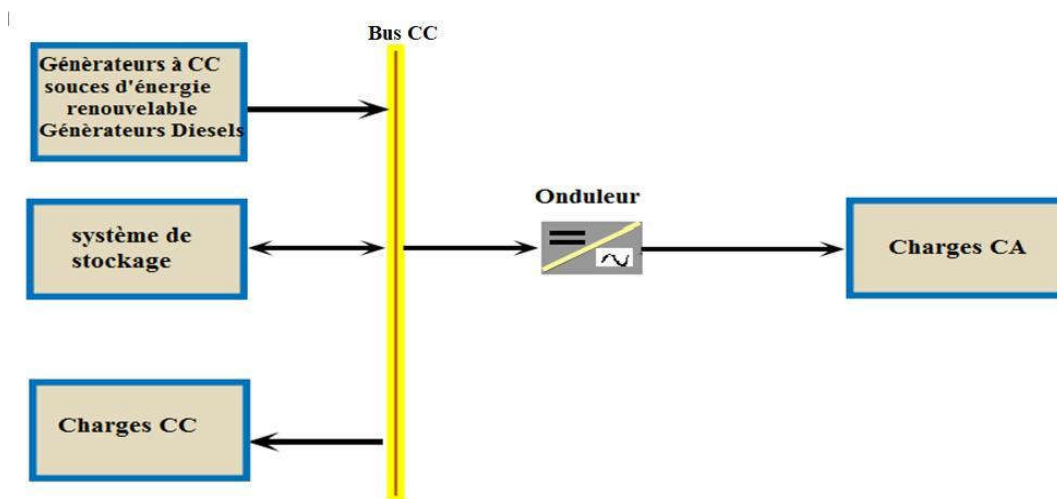 Bus CC
Génèrateurs à CC
souces d'énergie
renouvelable
Génèrateurs Diesels
Onduleur
système de
stockage
Charges CA
Charges CC